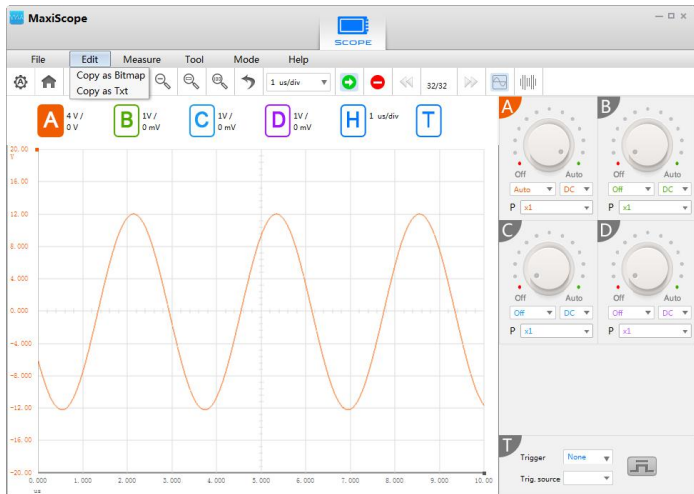 MaxiScope
SCOPE
File Edit Measure Tool Mode Help
Copy as Bitmap
Copy as Txt
1 us/div
32/32
A 4 V/
0 V
B 1V/
0 mV
C 1V/
0 mV
D 1V/
0 mV
H 1 us/div
T
20.00
V
16.00
12.00
8.000
4.000
0.000
-4.000
-8.000
-12.00
-16.00
-20.00
0.000 1.000 2.000 3.000 4.000 5.000 6.000 7.000 8.000 9.000 10.0
us
A
Off Auto
Auto DC
P x1
B
Off Auto
Off DC
P x1
C
Off Auto
Off DC
P x1
D
Off Auto
Off DC
P x1
T
Trigger None
Trig. source